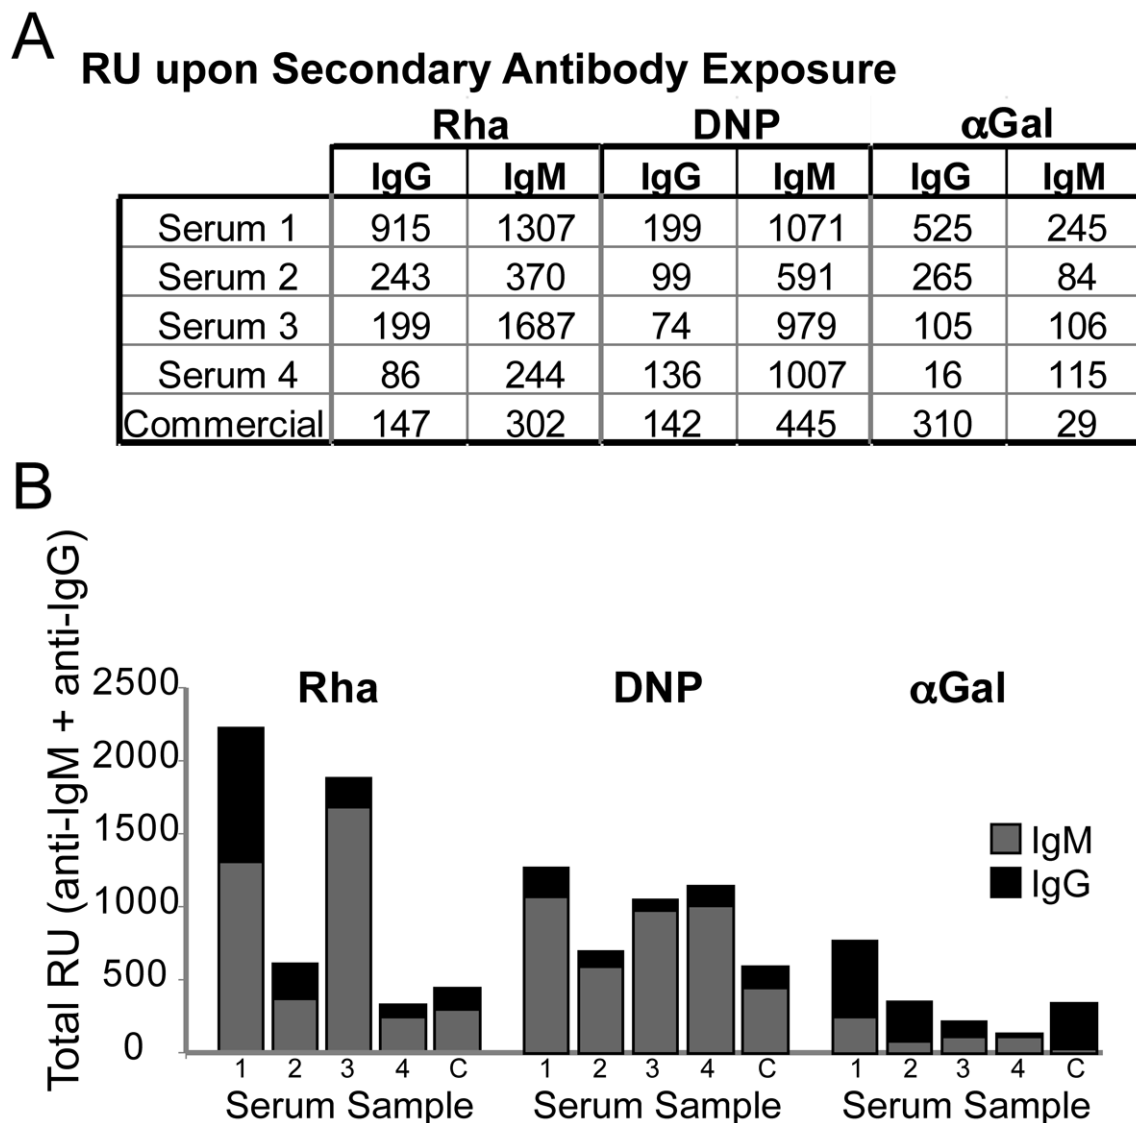 A
RU upon Secondary Antibody Exposure
Rha DNP αGal
IgG IgM IgG IgM IgG IgM
Serum 1 915 1307 199 1071 525 245
Serum 2 243 370 99 591 265 84
Serum 3 199 1687 74 979 105 106
Serum 4 86 244 136 1007 16 115
Commercial 147 302 142 445 310 29
B
Total RU (anti-IgM + anti-IgG)
2500
2000
1500
1000
500
0
Rha DNP αGal
IgM
IgG
1 2 3 4 C 1 2 3 4 C 1 2 3 4 C
Serum Sample Serum Sample Serum Sample